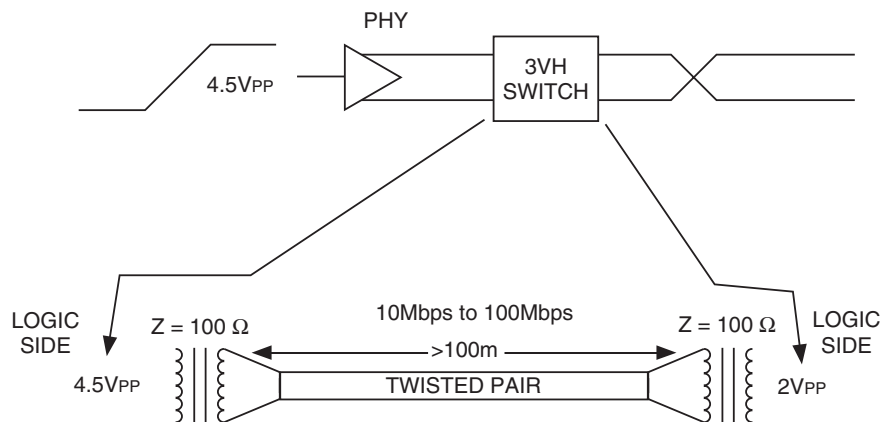 PHY
4.5VPP
3VH
SWITCH
10Mbps to 100Mbps
LOGIC
SIDE
Z = 100 Ω
Z = 100 Ω
LOGIC
SIDE
>100m
4.5VPP
TWISTED PAIR
2VPP